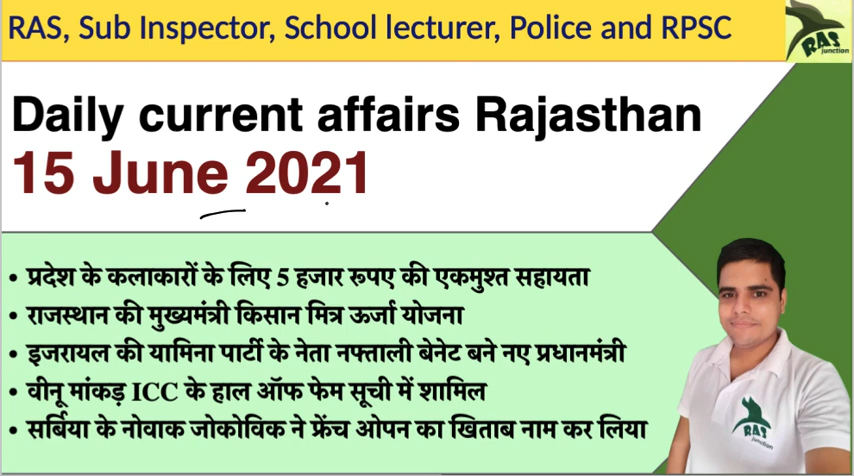 RAS, Sub Inspector, School lecturer, Police and RPSC
RAS
junction
Daily current affairs Rajasthan
15 June 2021
• प्रदेश के कलाकारों के लिए 5 हजार रूपए की एकमुश्त सहायता
• राजस्थान की मुख्यमंत्री किसान मित्र ऊर्जा योजना
• इजरायल की यामिना पार्टी के नेता नफ्ताली बेनेट बने नए प्रधानमंत्री
• वीनू मांकड़ ICC के हाल ऑफ फेम सूची में शामिल
• सर्बिया के नोवाक जोकोविक ने फ्रेंच ओपन का खिताब नाम कर लिया
RAS
junction